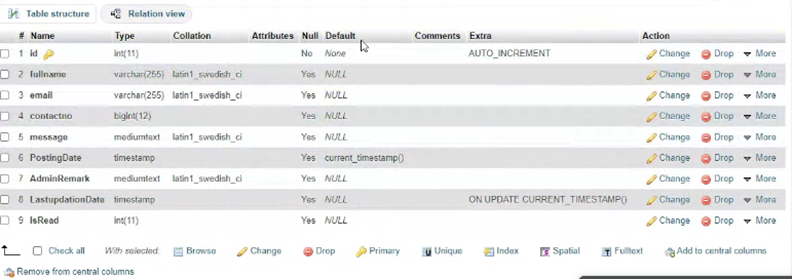 Table structure Relation view
# Name Type Collation Attributes Null Default Comments Extra Action
1 id int(11) No None AUTO_INCREMENT Change Drop More
2 fullname varchar(255) latin1_swedish_ci Yes NULL Change Drop More
3 email varchar(255) latin1_swedish_ci Yes NULL Change Drop More
4 contactno bigint(12) Yes NULL Change Drop More
5 message mediumtext latin1_swedish_ci Yes NULL Change Drop More
6 PostingDate timestamp Yes current_timestamp() Change Drop More
7 AdminRemark mediumtext latin1_swedish_ci Yes NULL Change Drop More
8 LastupdationDate timestamp Yes NULL ON UPDATE CURRENT_TIMESTAMP() Change Drop More
9 IsRead int(11) Yes NULL Change Drop More
Check all With selected: Browse Change Drop Primary Unique Index Spatial Fulltext Add to central columns
Remove from central columns